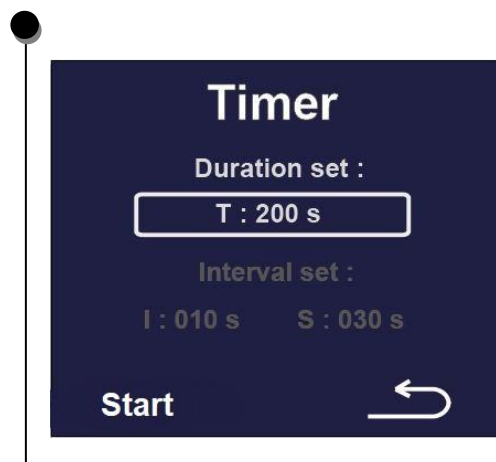 Timer
Duration set :
T : 200 s
Interval set :
I : 010 s S : 030 s
Start